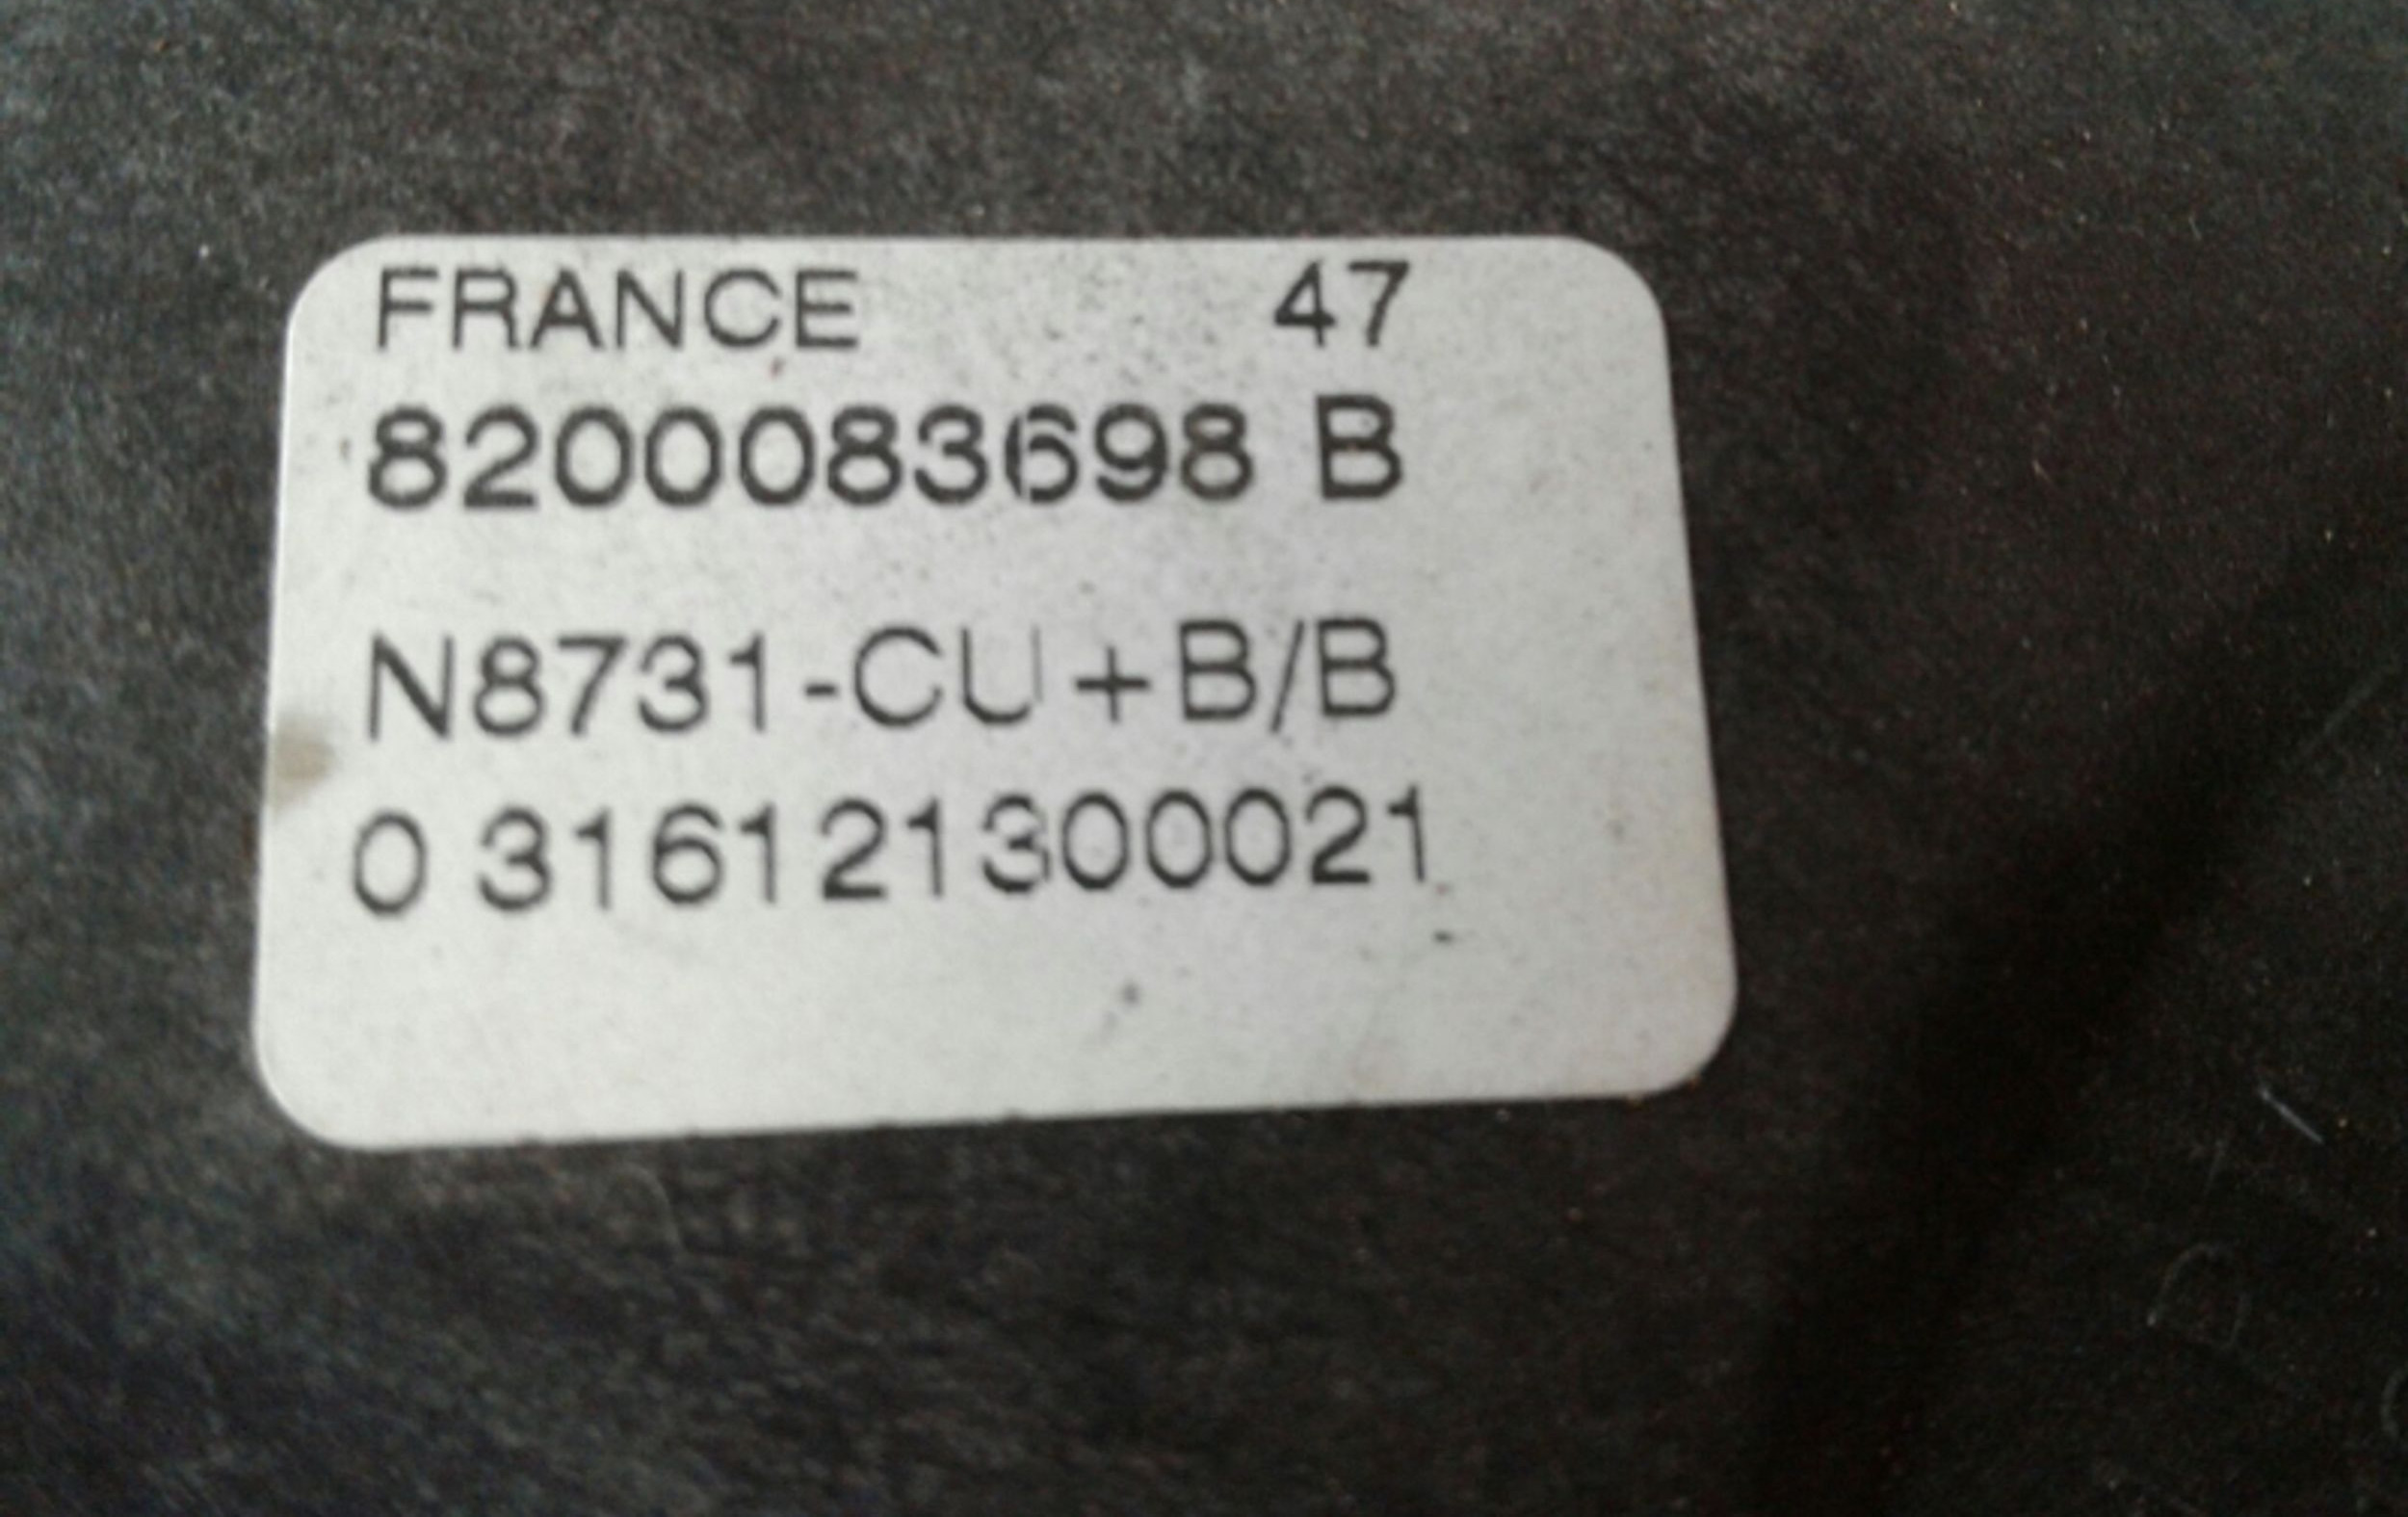 FRANCE 47
8200083698 B
N8731-CU+B/B
0 316121300021